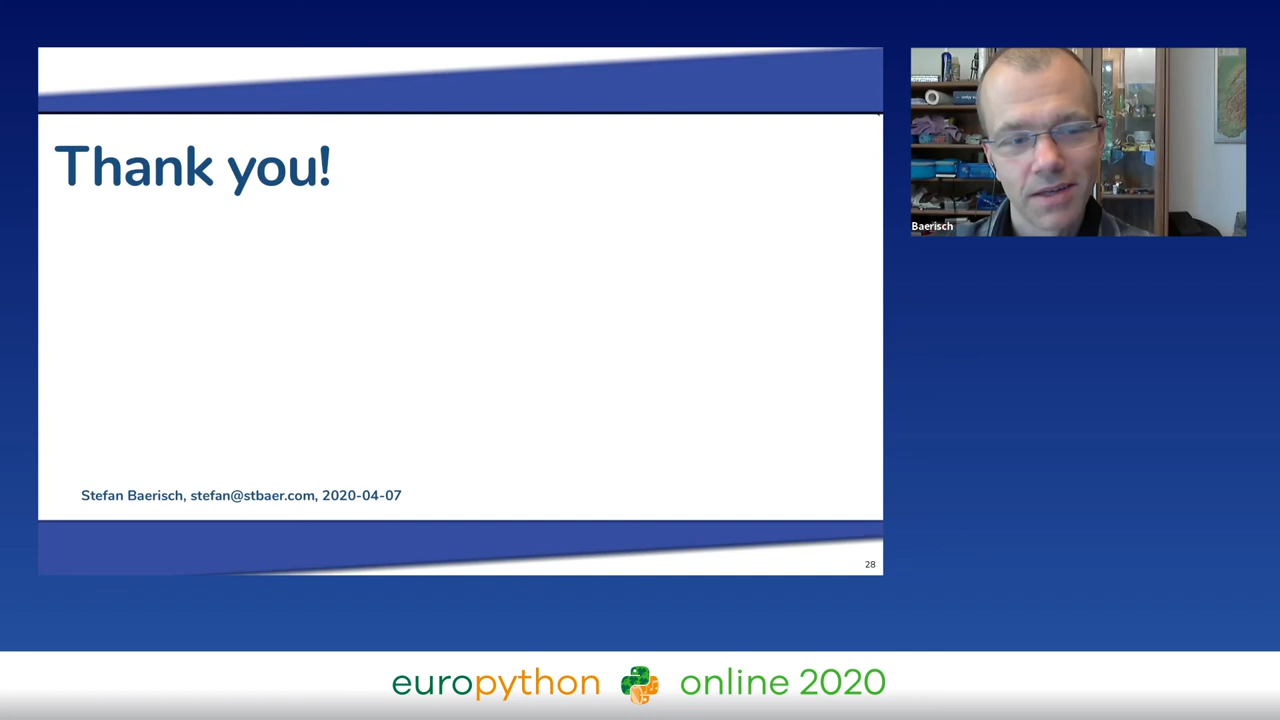 Thank you!
Baerisch
Stefan Baerisch, stefan@stbaer.com, 2020-04-07
28
europython online 2020